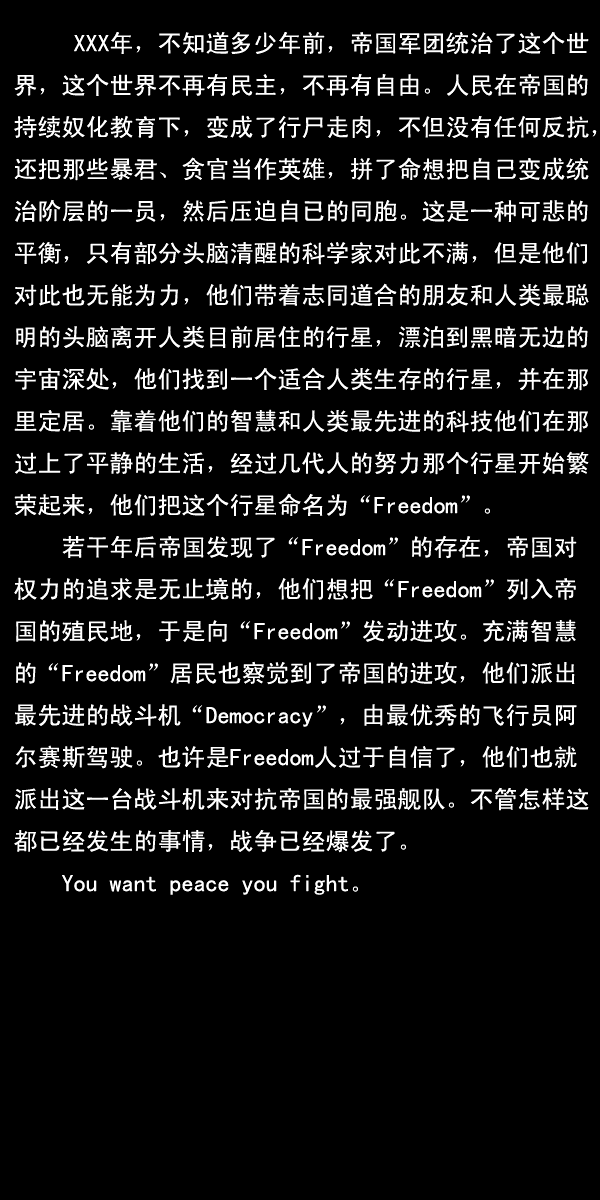 XXX年，不知道多少年前，帝国军团统治了这个世
界，这个世界不再有民主，不再有自由。人民在帝国的
持续奴化教育下，变成了行尸走肉，不但没有任何反抗，
还把那些暴君、贪官当作英雄，拼了命想把自己变成统
治阶层的一员，然后压迫自已的同胞。这是一种可悲的
平衡，只有部分头脑清醒的科学家对此不满，但是他们
对此也无能为力，他们带着志同道合的朋友和人类最聪
明的头脑离开人类目前居住的行星，漂泊到黑暗无边的
宇宙深处，他们找到一个适合人类生存的行星，并在那
里定居。靠着他们的智慧和人类最先进的科技他们在那
过上了平静的生活，经过几代人的努力那个行星开始繁
荣起来，他们把这个行星命名为“Freedom”。
若干年后帝国发现了“Freedom”的存在，帝国对
权力的追求是无止境的，他们想把“Freedom”列入帝
国的殖民地，于是向“Freedom”发动进攻。充满智慧
的“Freedom”居民也察觉到了帝国的进攻，他们派出
最先进的战斗机“Democracy”，由最优秀的飞行员阿
尔赛斯驾驶。也许是Freedom人过于自信了，他们也就
派出这一台战斗机来对抗帝国的最强舰队。不管怎样这
都已经发生的事情，战争已经爆发了。
You want peace you fight。